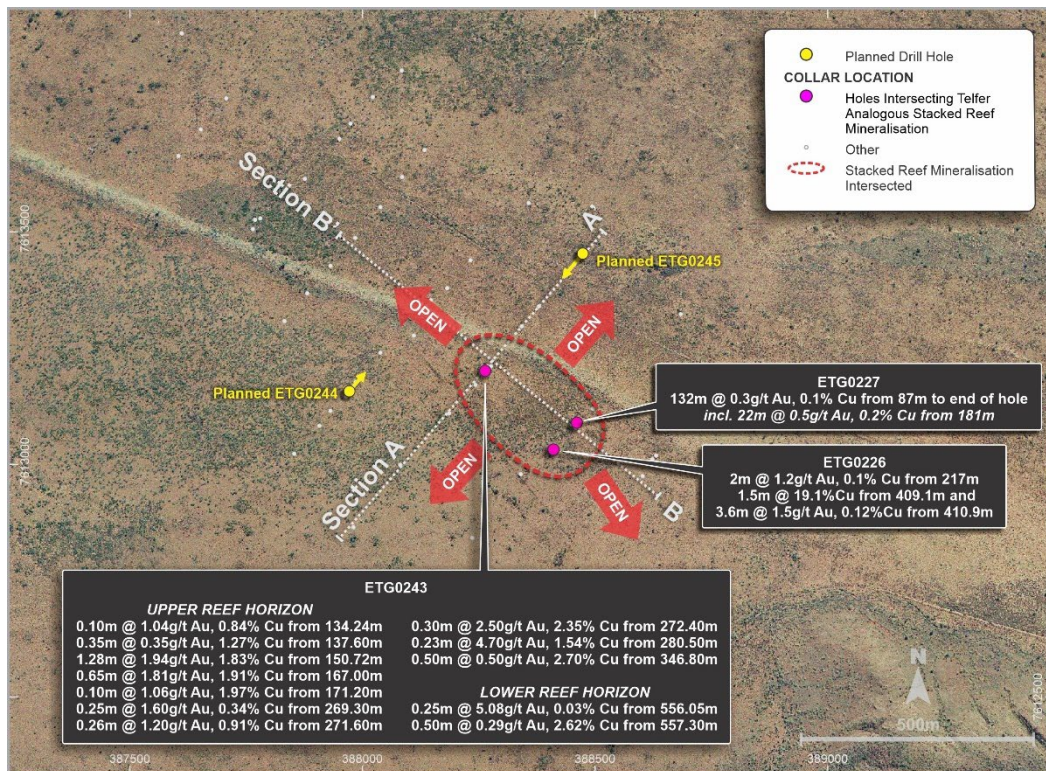 Planned Drill Hole
COLLAR LOCATION
Holes Intersecting Telfer
Analogous Stacked Reef
Mineralisation
Other
Stacked Reef Mineralisation
Intersected
7613500
Section B'
A'
Planned ETG0245
OPEN
OPEN
Planned ETG0244
ETG0227
132m @ 0.3g/t Au, 0.1% Cu from 87m to end of hole
incl. 22m @ 0.5g/t Au, 0.2% Cu from 181m
7613000
Section A
OPEN
OPEN
B
ETG0226
2m @ 1.2g/t Au, 0.1% Cu from 217m
1.5m @ 19.1%Cu from 409.1m and
3.6m @ 1.5g/t Au, 0.12%Cu from 410.9m
ETG0243
UPPER REEF HORIZON
0.10m @ 1.04g/t Au, 0.84% Cu from 134.24m
0.35m @ 0.35g/t Au, 1.27% Cu from 137.60m
1.28m @ 1.94g/t Au, 1.83% Cu from 150.72m
0.65m @ 1.81g/t Au, 1.91% Cu from 167.00m
0.10m @ 1.06g/t Au, 1.97% Cu from 171.20m
0.25m @ 1.60g/t Au, 0.34% Cu from 269.30m
0.26m @ 1.20g/t Au, 0.91% Cu from 271.60m
0.30m @ 2.50g/t Au, 2.35% Cu from 272.40m
0.23m @ 4.70g/t Au, 1.54% Cu from 280.50m
0.50m @ 0.50g/t Au, 2.70% Cu from 346.80m
LOWER REEF HORIZON
0.25m @ 5.08g/t Au, 0.03% Cu from 556.05m
0.50m @ 0.29g/t Au, 2.62% Cu from 557.30m
N
500m
7612500
387500
388000
388500
389000